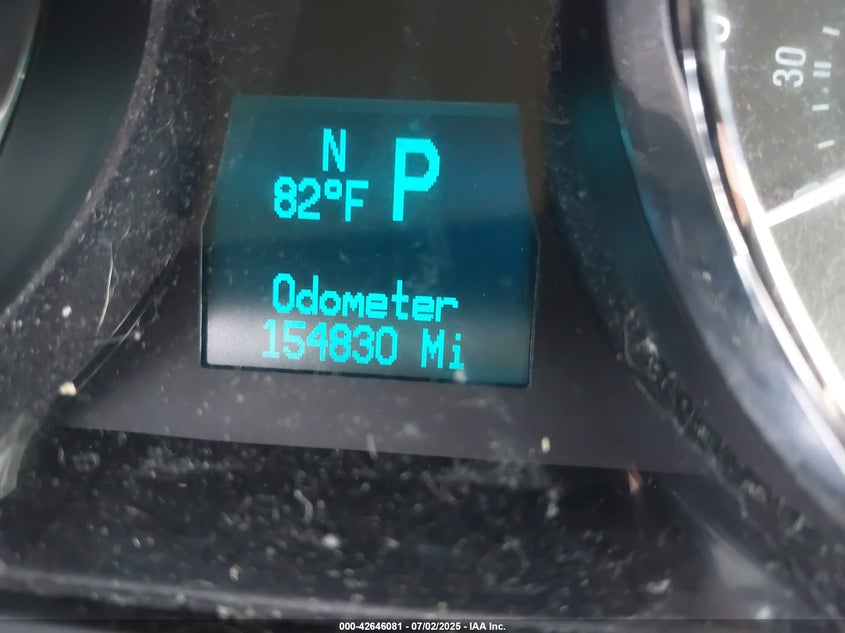 N
82°F P
Odometer
154830 Mi
30
000-42646081 - 07/02/2025 - IAA Inc.